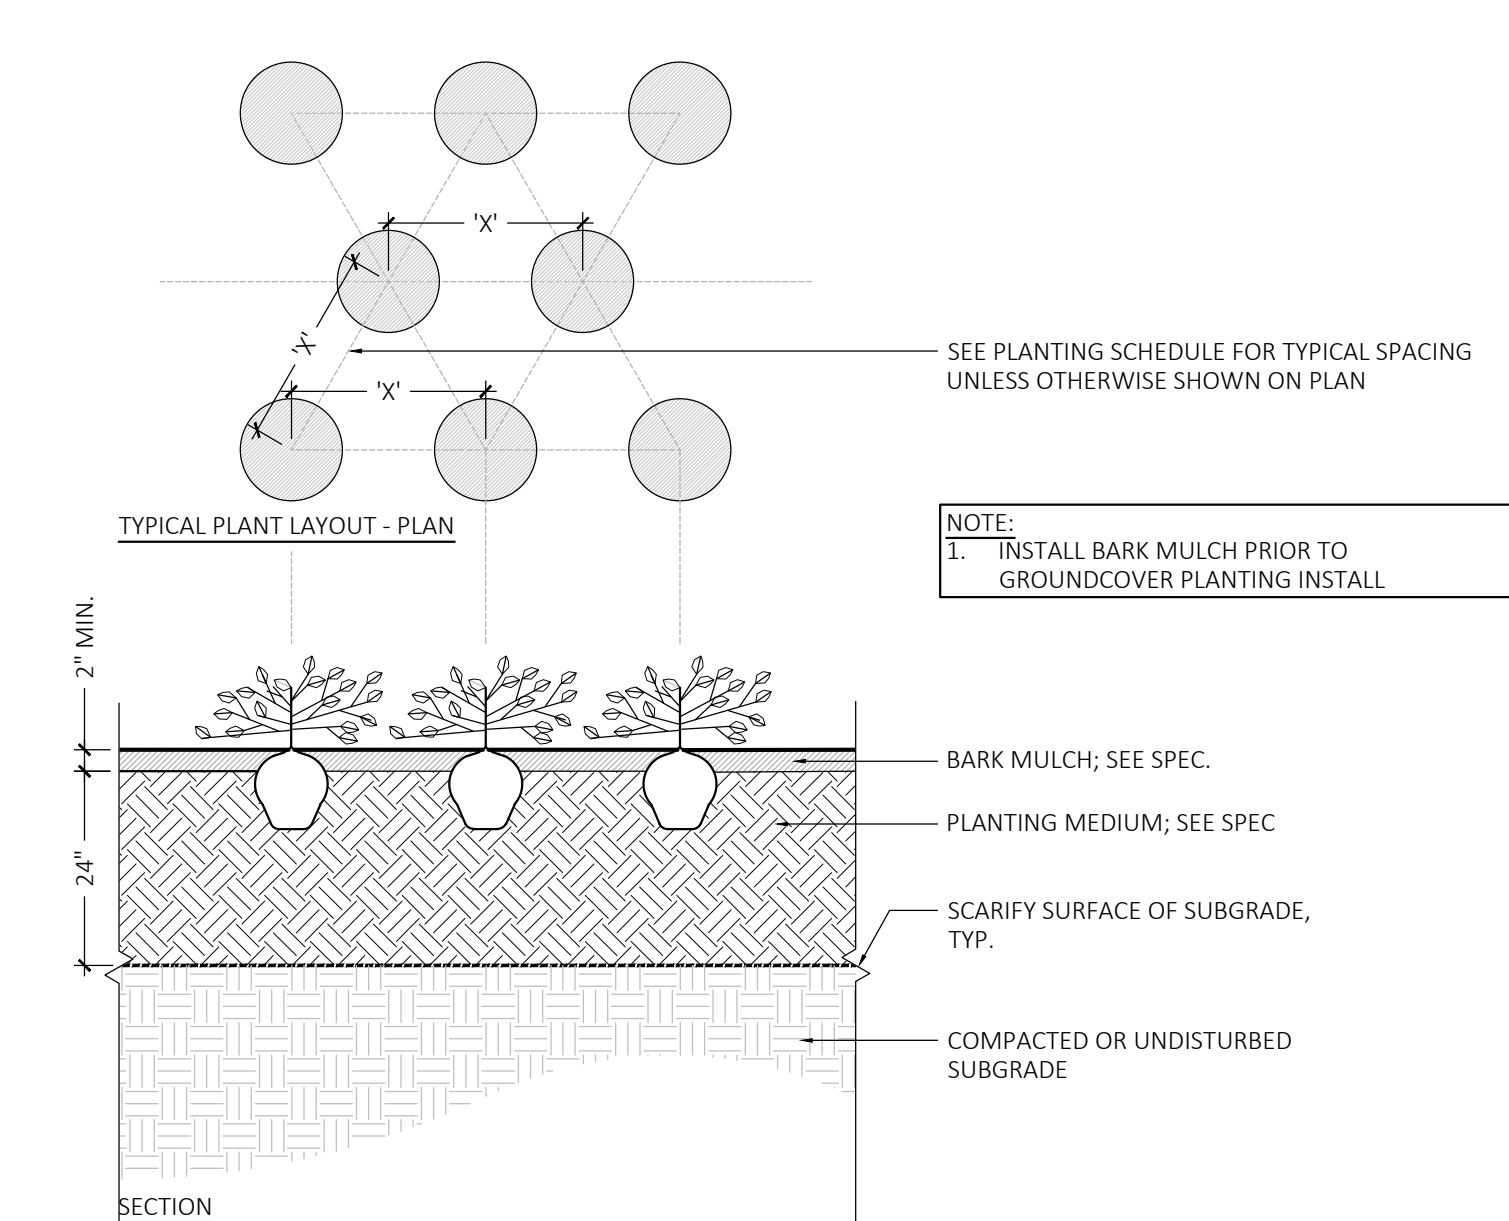 'X'
'X'
'X'
SEE PLANTING SCHEDULE FOR TYPICAL SPACING
UNLESS OTHERWISE SHOWN ON PLAN
TYPICAL PLANT LAYOUT - PLAN
NOTE:
1. INSTALL BARK MULCH PRIOR TO
GROUNDCOVER PLANTING INSTALL
2" MIN.
24"
BARK MULCH; SEE SPEC.
PLANTING MEDIUM; SEE SPEC
SCARIFY SURFACE OF SUBGRADE,
TYP.
COMPACTED OR UNDISTURBED
SUBGRADE
SECTION